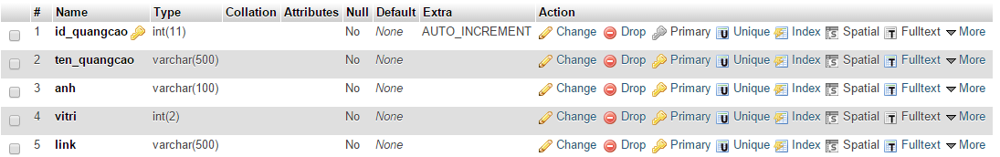 # Name Type Collation Attributes Null Default Extra Action
1 id_quangcao int(11) No None AUTO_INCREMENT Change Drop Primary Unique Index Spatial Fulltext More
2 ten_quangcao varchar(500) No None Change Drop Primary Unique Index Spatial Fulltext More
3 anh varchar(100) No None Change Drop Primary Unique Index Spatial Fulltext More
4 vitri int(2) No None Change Drop Primary Unique Index Spatial Fulltext More
5 link varchar(500) No None Change Drop Primary Unique Index Spatial Fulltext More